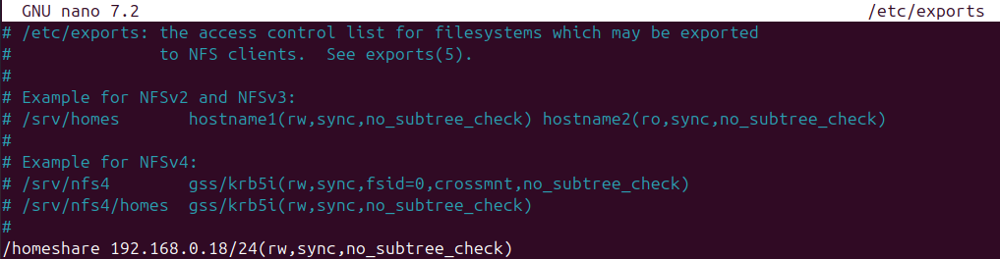 GNU nano 7.2 /etc/exports
# /etc/exports: the access control list for filesystems which may be exported
#               to NFS clients.  See exports(5).
#
# Example for NFSv2 and NFSv3:
# /srv/homes       hostname1(rw,sync,no_subtree_check) hostname2(ro,sync,no_subtree_check)
#
# Example for NFSv4:
# /srv/nfs4        gss/krb5i(rw,sync,fsid=0,crossmnt,no_subtree_check)
# /srv/nfs4/homes  gss/krb5i(rw,sync,no_subtree_check)
#
/homeshare 192.168.0.18/24(rw,sync,no_subtree_check)